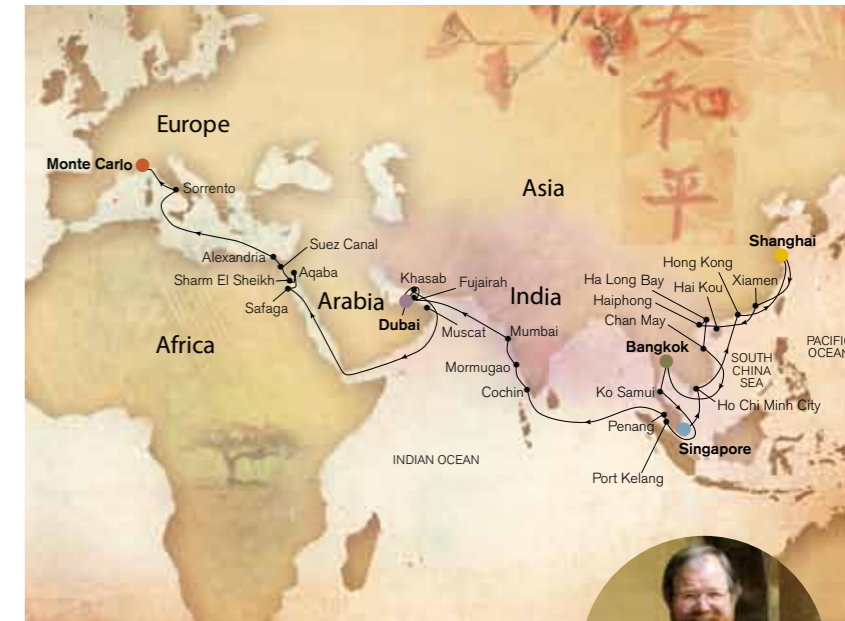 女
和
平
Europe
Monte Carlo
Sorrento
Asia
Shanghai
Suez Canal
Alexandria
Aqaba
Sharm El Sheikh
Safaga
Khasab
Fujairah
Arabia
India
Dubai
Muscat
Mumbai
Hong Kong
Ha Long Bay
Hai Kou
Xiamen
Haiphong
Chan May
Africa
Bangkok
Mormugao
SOUTH
CHINA
SEA
PACIFI
OCEAN
Cochin
Ko Samui
Ho Chi Minh City
Penang
Singapore
INDIAN OCEAN
Port Kelang